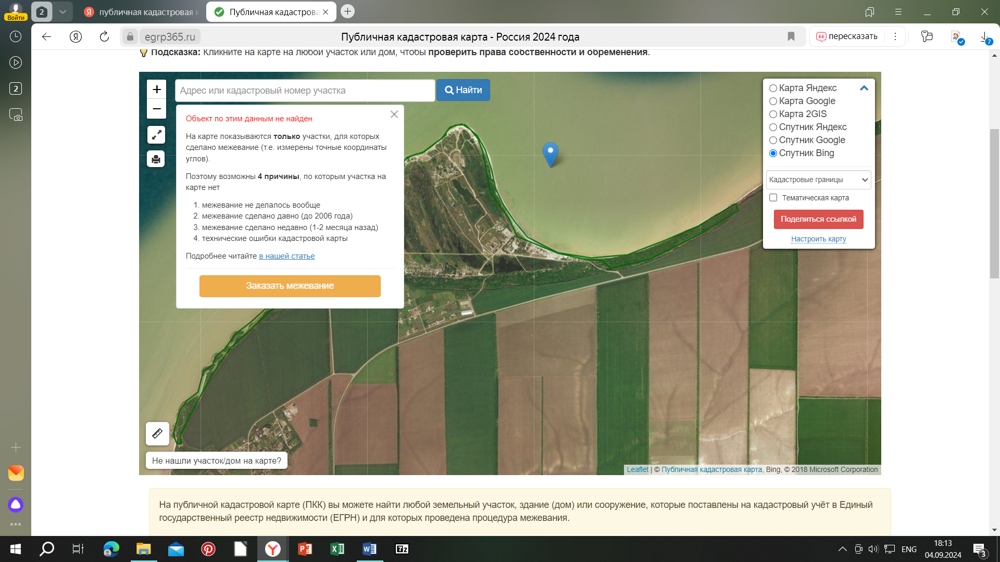 Войти
2
Я
публичная кадастровая к
Публичная кадастрова
2
Я
egrp365.ru
Публичная кадастровая карта - Россия 2024 года
пересказать
7
Подсказка: Кликните на карте на любой участок или дом, чтобы проверить права собственности и обременения.
+
−
Адрес или кадастровый номер участка
Найти
Объект по этим данным не найден
На карте показываются только участки, для которых
сделано межевание (т.е. измерены точные координаты
углов).
Поэтому возможны 4 причины, по которым участка на
карте нет
1. межевание не делалось вообще
2. межевание сделано давно (до 2006 года)
3. межевание сделано недавно (1-2 месяца назад)
4. технические ошибки кадастровой карты
Подробнее читайте в нашей статье
Заказать межевание
Карта Яндекс
Карта Google
Карта 2GIS
Спутник Яндекс
Спутник Google
Спутник Bing
Кадастровые границы
Тематическая карта
Поделиться ссылкой
Настроить карту
Не нашли участок/дом на карте?
Leaflet | © Публичная кадастровая карта, Bing, © 2018 Microsoft Corporation
На публичной кадастровой карте (ПКК) вы можете найти любой земельный участок, здание (дом) или сооружение, которые поставлены на кадастровый учёт в Единый
государственный реестр недвижимости (ЕГРН) и для которых проведена процедура межевания.
7z
ENG
18:13
04.09.2024
3